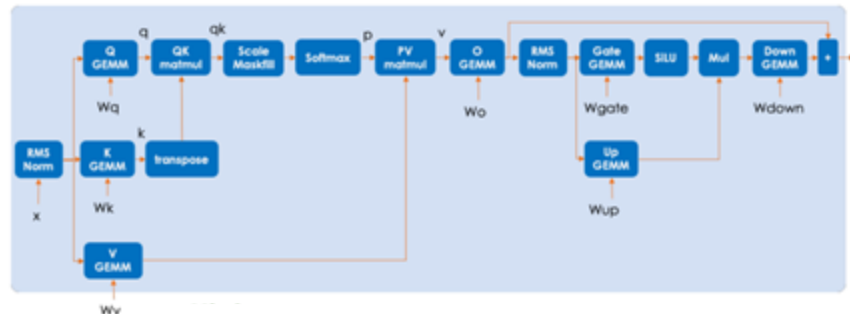 q
qk
p
v
Q
GEMM
QK
matmul
Scale
Maskfill
Softmax
PV
matmul
O
GEMM
RMS
Norm
Gate
GEMM
SiLU
Mul
Down
GEMM
+
Wq
Wo
Wgate
Wdown
k
RMS
Norm
K
GEMM
transpose
Up
GEMM
x
Wk
Wup
V
GEMM
Wv